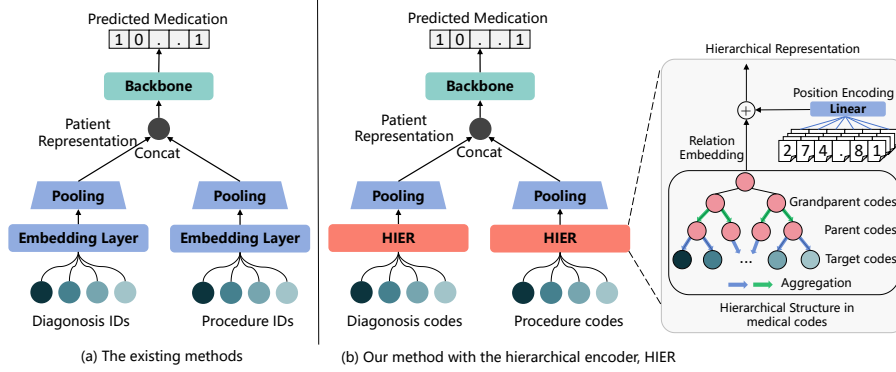 Predicted Medication
1 0 . . 1
Backbone
Patient
Representation
Concat
Pooling
Pooling
Embedding Layer
Embedding Layer
Diagonosis IDs
Procedure IDs
(a) The existing methods
Predicted Medication
1 0 . . 1
Backbone
Patient
Representation
Concat
Pooling
Pooling
HIER
HIER
Diagonosis codes
Procedure codes
(b) Our method with the hierarchical encoder, HIER
Hierarchical Representation
Position Encoding
Linear
Relation
Embedding
2 7 4 . 8 1
Grandparent codes
Parent codes
Target codes
...
Aggregation
Hierarchical Structure in
medical codes